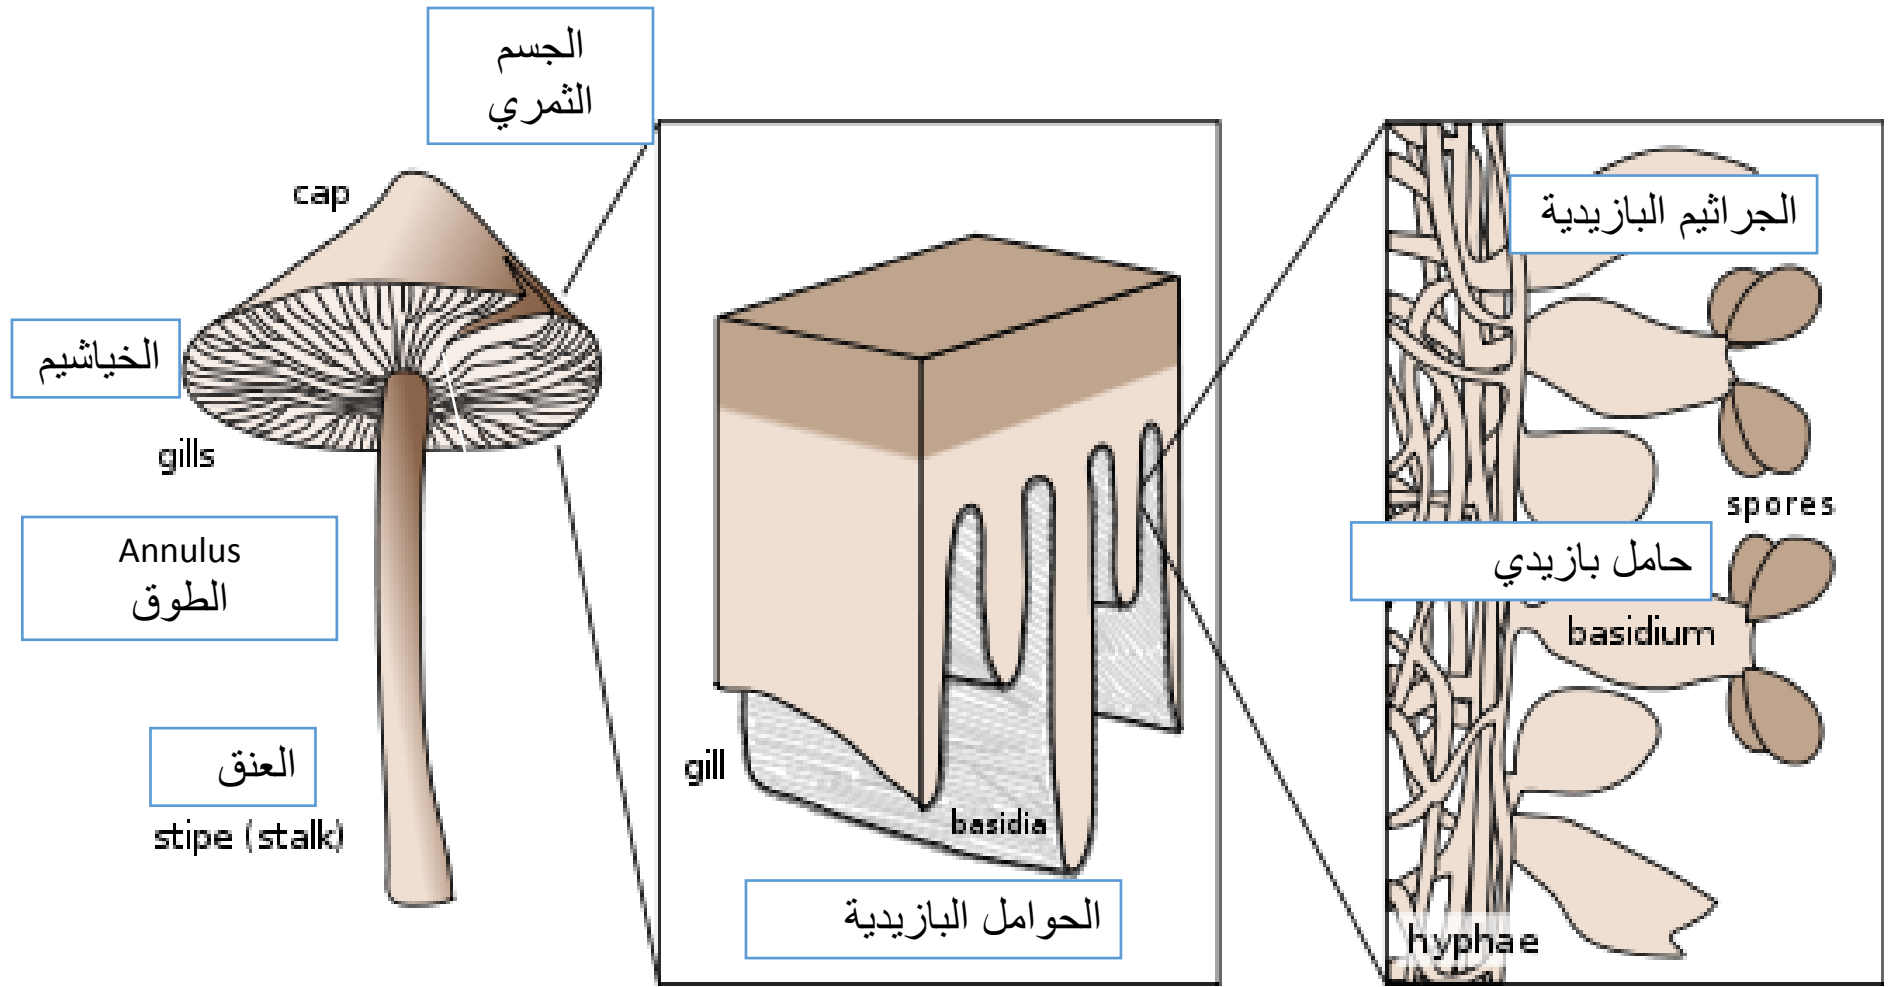 الجسم
الثمري
cap
الخياشيم
gills
Annulus
الطوق
العنق
stipe (stalk)
gill
basidia
الحوامل البازيدية
الجراثيم البازيدية
spores
حامل بازيدي
basidium
hyphae